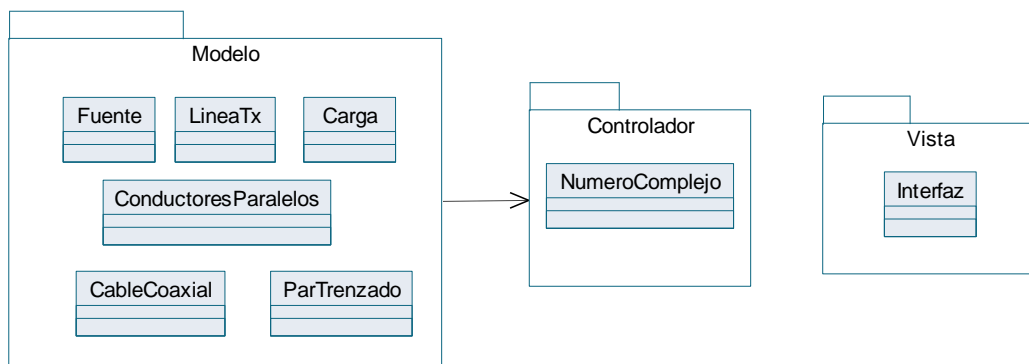 Modelo
Fuente
LineaTx
Carga
ConductoresParalelos
CableCoaxial
ParTrenzado
Controlador
NumeroComplejo
Vista
Interfaz